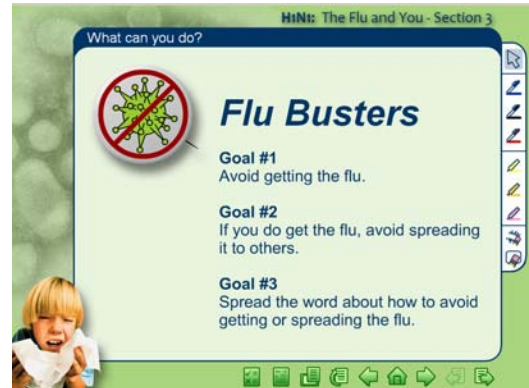 H1N1: The Flu and You - Section 3
What can you do?
Flu Busters
Goal #1
Avoid getting the flu.
Goal #2
If you do get the flu, avoid spreading
it to others.
Goal #3
Spread the word about how to avoid
getting or spreading the flu.